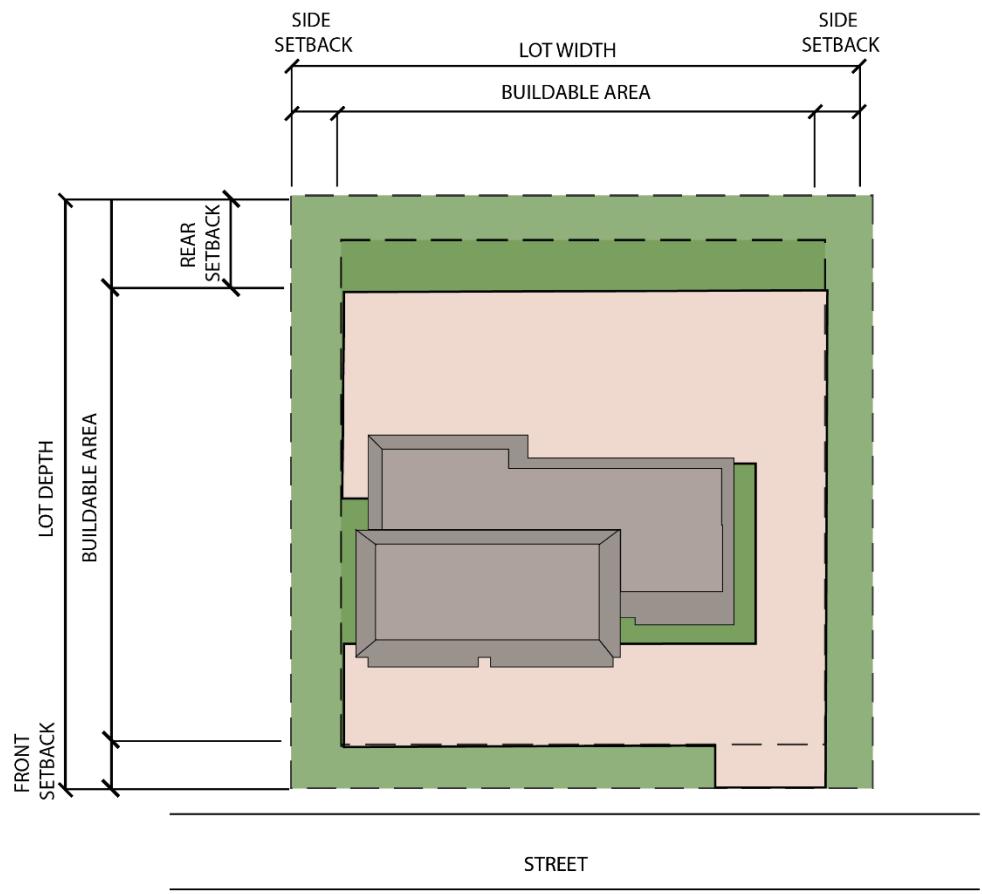 SIDE
SETBACK
SIDE
SETBACK
LOT WIDTH
BUILDABLE AREA
REAR
SETBACK
LOT DEPTH
BUILDABLE AREA
FRONT
SETBACK
STREET